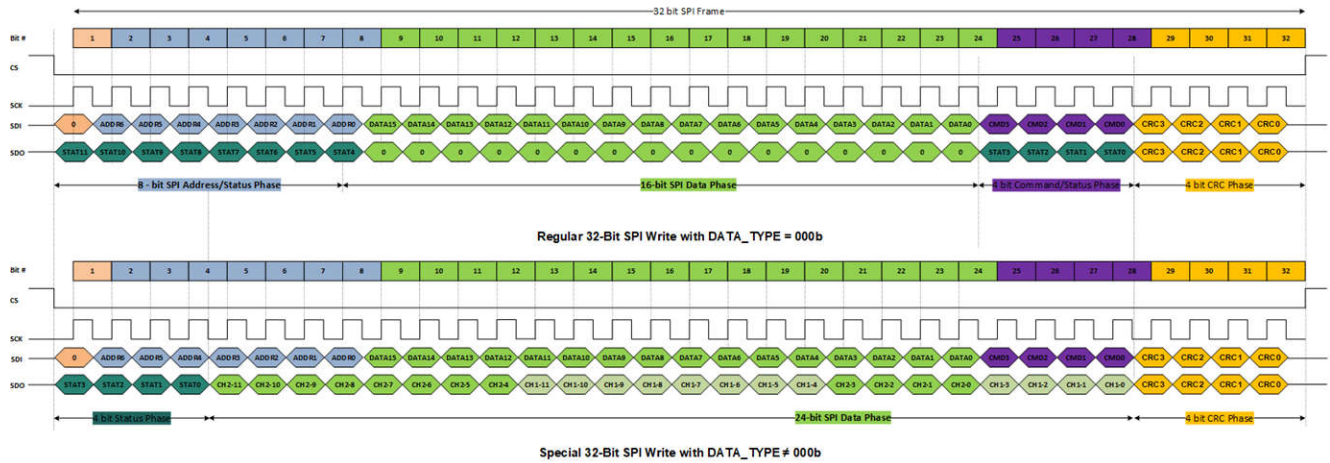 32 bit SPI Frame
Bit # 1 2 3 4 5 6 7 8 9 10 11 12 13 14 15 16 17 18 19 20 21 22 23 24 25 26 27 28 29 30 31 32
CS
SCK
SDI 0 ADDR6 ADDR5 ADDR4 ADDR3 ADDR2 ADDR1 ADDR0 DATA15 DATA14 DATA13 DATA12 DATA11 DATA10 DATA9 DATA8 DATA7 DATA6 DATA5 DATA4 DATA3 DATA2 DATA1 DATA0 CMD3 CMD2 CMD1 CMD0 CRC3 CRC2 CRC1 CRC0
SDO STAT11 STAT10 STAT9 STAT8 STAT7 STAT6 STAT5 STAT4 0 0 0 0 0 0 0 0 0 0 0 0 0 0 0 0 STAT3 STAT2 STAT1 STAT0 CRC3 CRC2 CRC1 CRC0
8 - bit SPI Address/Status Phase 16-bit SPI Data Phase 4 bit Command/Status Phase 4 bit CRC Phase
Regular 32-Bit SPI Write with DATA_TYPE = 000b
Bit # 1 2 3 4 5 6 7 8 9 10 11 12 13 14 15 16 17 18 19 20 21 22 23 24 25 26 27 28 29 30 31 32
CS
SCK
SDI 0 ADDR6 ADDR5 ADDR4 ADDR3 ADDR2 ADDR1 ADDR0 DATA15 DATA14 DATA13 DATA12 DATA11 DATA10 DATA9 DATA8 DATA7 DATA6 DATA5 DATA4 DATA3 DATA2 DATA1 DATA0 CMD3 CMD2 CMD1 CMD0 CRC3 CRC2 CRC1 CRC0
SDO STAT3 STAT2 STAT1 STAT0 CH2-11 CH2-10 CH2-9 CH2-8 CH2-7 CH2-6 CH2-5 CH2-4 CH1-11 CH1-10 CH1-9 CH1-8 CH1-7 CH1-6 CH1-5 CH1-4 CH2-3 CH2-2 CH2-1 CH2-0 CH1-3 CH1-2 CH1-1 CH1-0 CRC3 CRC2 CRC1 CRC0
4 bit Status Phase 24-bit SPI Data Phase 4 bit CRC Phase
Special 32-Bit SPI Write with DATA_TYPE ≠ 000b